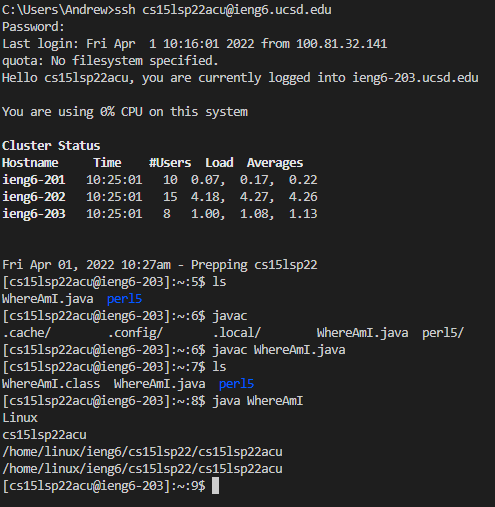 C:\Users\Andrew>ssh cs15lsp22acu@ieng6.ucsd.edu
Password:
Last login: Fri Apr  1 10:16:01 2022 from 100.81.32.141
quota: No filesystem specified.
Hello cs15lsp22acu, you are currently logged into ieng6-203.ucsd.edu
You are using 0% CPU on this system
Cluster Status
Hostname     Time    #Users  Load  Averages
ieng6-201   10:25:01   10  0.07,  0.17,  0.22
ieng6-202   10:25:01   15  4.18,  4.27,  4.26
ieng6-203   10:25:01   8   1.00,  1.08,  1.13
Fri Apr 01, 2022 10:27am - Prepping cs15lsp22
[cs15lsp22acu@ieng6-203]:~:5$ ls
WhereAmI.java  perl5
[cs15lsp22acu@ieng6-203]:~:6$ javac
.cache/        .config/       .local/        WhereAmI.java  perl5/
[cs15lsp22acu@ieng6-203]:~:6$ javac WhereAmI.java
[cs15lsp22acu@ieng6-203]:~:7$ ls
WhereAmI.class  WhereAmI.java  perl5
[cs15lsp22acu@ieng6-203]:~:8$ java WhereAmI
Linux
cs15lsp22acu
/home/linux/ieng6/cs15lsp22/cs15lsp22acu
/home/linux/ieng6/cs15lsp22/cs15lsp22acu
[cs15lsp22acu@ieng6-203]:~:9$